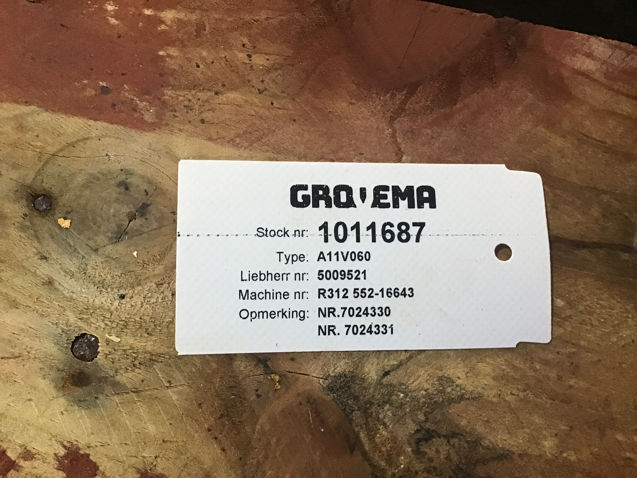 GROVEMA
Stock nr: 1011687
Type. A11V060
Liebherr nr: 5009521
Machine nr: R312 552-16643
Opmerking: NR.7024330
NR. 7024331